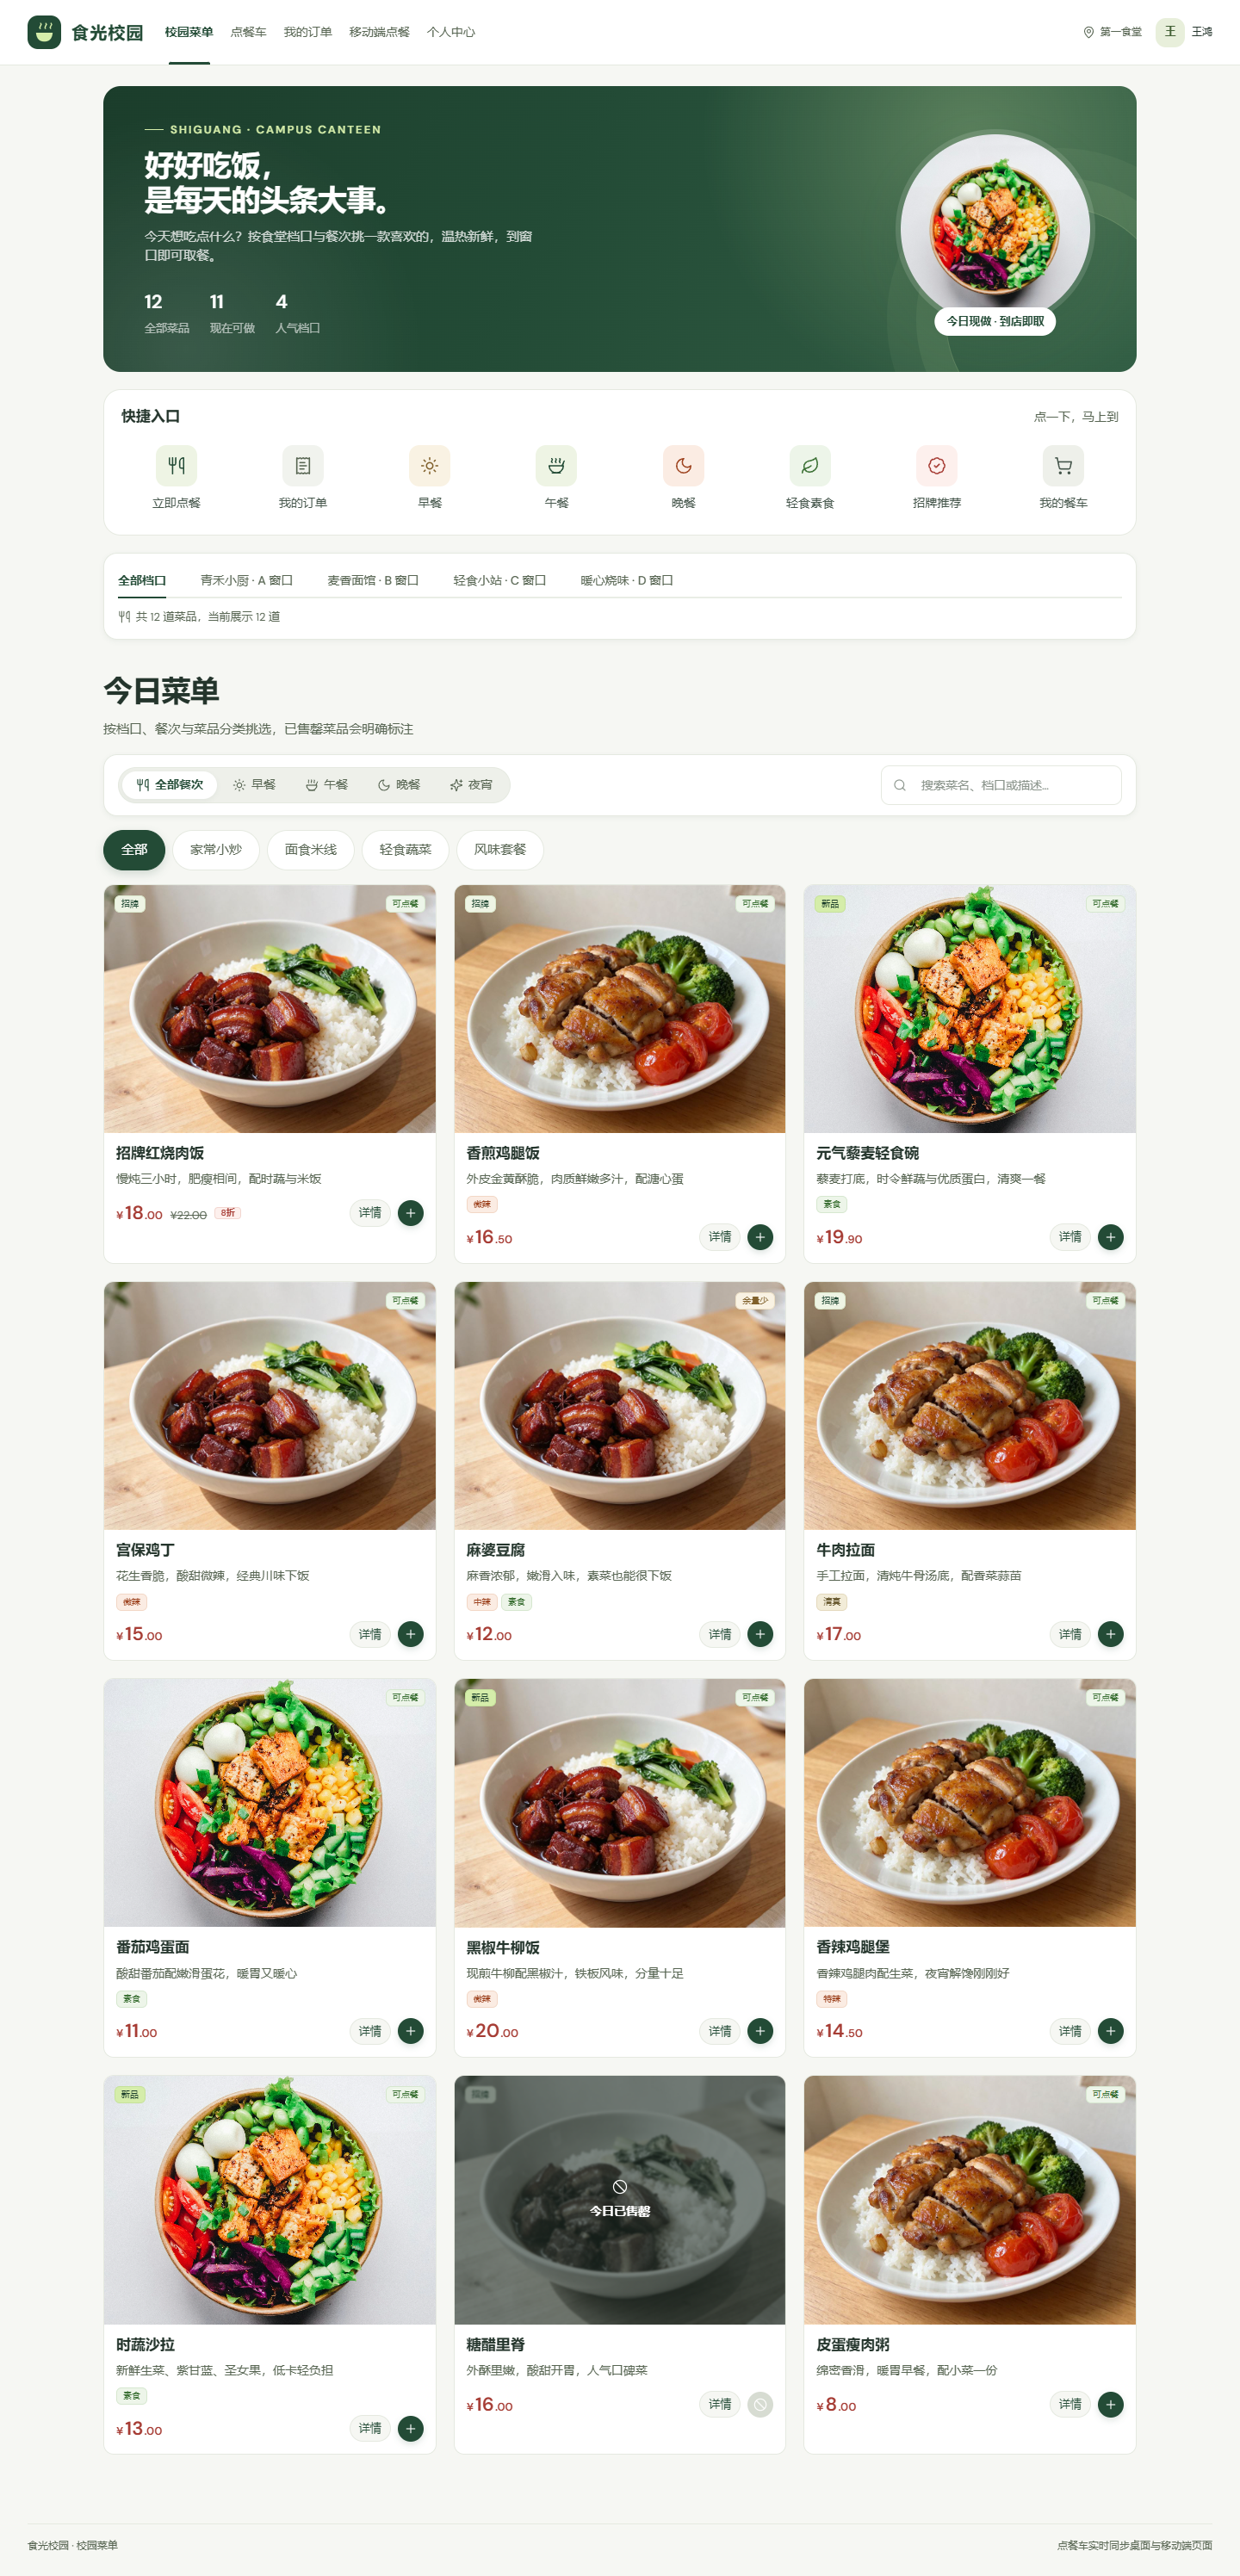 食光校园
校园菜单
点餐车
我的订单
移动端点餐
个人中心
第一食堂
王
王鸿
SHIGUANG · CAMPUS CANTEEN
好好吃饭，
是每天的头条大事。
今天想吃点什么？按食堂档口与餐次挑一款喜欢的，温热新鲜，到窗
口即可取餐。
12
11
4
全部菜品
现在可做
人气档口
今日现做 · 到店即取
快捷入口
点一下，马上到
立即点餐
我的订单
早餐
午餐
晚餐
轻食素食
招牌推荐
我的餐车
全部档口
青禾小厨 · A 窗口
麦香面馆 · B 窗口
轻食小站 · C 窗口
暖心烧味 · D 窗口
共 12 道菜品，当前展示 12 道
今日菜单
按档口、餐次与菜品分类挑选，已售罄菜品会明确标注
全部餐次
早餐
午餐
晚餐
夜宵
搜索菜名、档口或描述...
全部
家常小炒
面食米线
轻食蔬菜
风味套餐
招牌
可点餐
招牌红烧肉饭
慢炖三小时，肥瘦相间，配时蔬与米饭
¥18.00 ¥22.00 8折
详情
招牌
可点餐
香煎鸡腿饭
外皮金黄酥脆，肉质鲜嫩多汁，配溏心蛋
微辣
¥16.50
详情
新品
可点餐
元气藜麦轻食碗
藜麦打底，时令鲜蔬与优质蛋白，清爽一餐
素食
¥19.90
详情
可点餐
宫保鸡丁
花生香脆，酸甜微辣，经典川味下饭
微辣
¥15.00
详情
余量少
麻婆豆腐
麻香浓郁，嫩滑入味，素菜也能很下饭
中辣
素食
¥12.00
详情
招牌
可点餐
牛肉拉面
手工拉面，清炖牛骨汤底，配香菜蒜苗
清真
¥17.00
详情
可点餐
番茄鸡蛋面
酸甜番茄配嫩滑蛋花，暖胃又暖心
素食
¥11.00
详情
新品
可点餐
黑椒牛柳饭
现煎牛柳配黑椒汁，铁板风味，分量十足
微辣
¥20.00
详情
可点餐
香辣鸡腿堡
香辣鸡腿肉配生菜，夜宵解馋刚刚好
特辣
¥14.50
详情
新品
可点餐
时蔬沙拉
新鲜生菜、紫甘蓝、圣女果，低卡轻负担
素食
¥13.00
详情
招牌
今日已售罄
糖醋里脊
外酥里嫩，酸甜开胃，人气口碑菜
¥16.00
详情
可点餐
皮蛋瘦肉粥
绵密香滑，暖胃早餐，配小菜一份
¥8.00
详情
食光校园 · 校园菜单
点餐车实时同步桌面与移动端页面